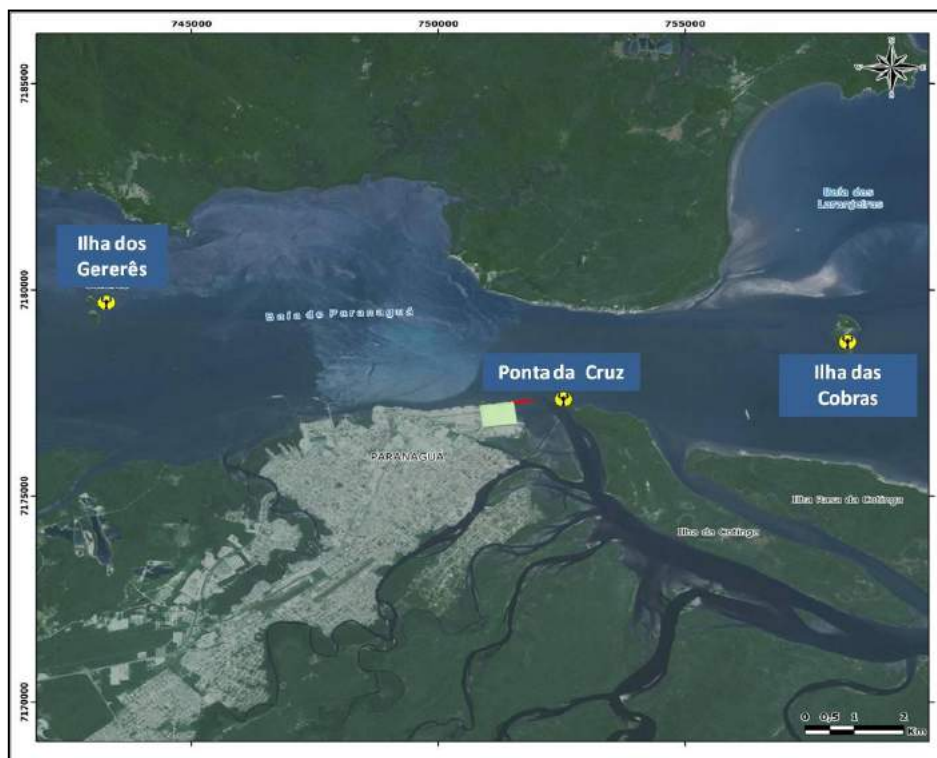 745000
750000
755000
7185000
7180000
7175000
7170000
N
Baía das
Laranjeiras
Ilha dos
Gererês
Baía de Paranaguá
Ponta da Cruz
Ilha das
Cobras
PARANAGUÁ
Ilha Rasa da Cotinga
Ilha da Cotinga
0 0,5 1 2
Km